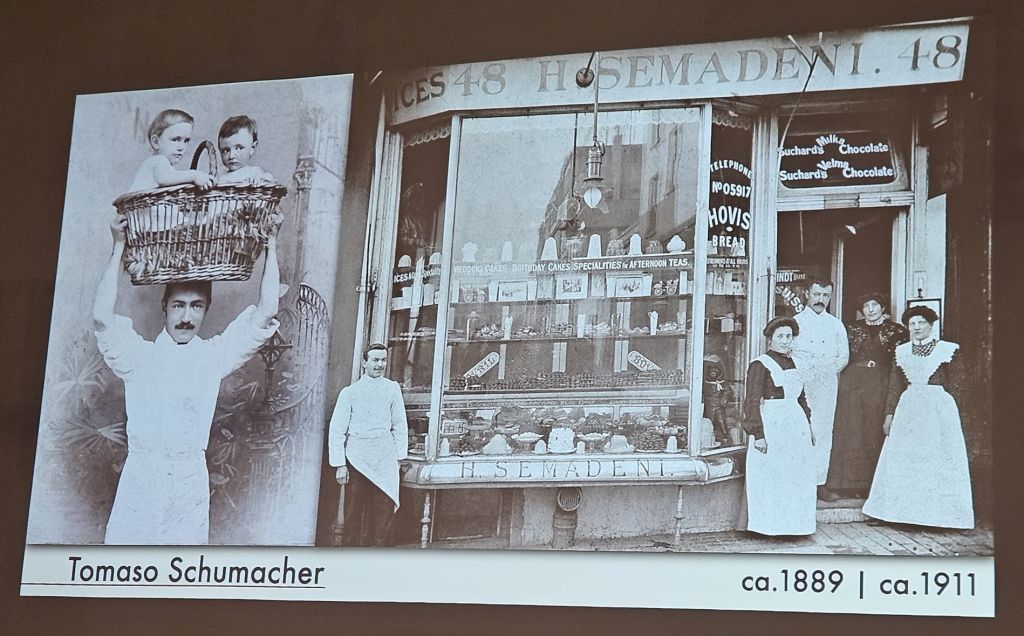 ICES 48 H. SEMADENI. 48
Suchard's Milka Chocolate
Suchard's Velma Chocolate
TELEPHONE
No 05917
HOVIS
BREAD
ICES
WEDDING CAKES BIRTHDAY CAKES SPECIALITIES for AFTERNOON TEAS.
H. SEMADENI.
Tomaso Schumacher
ca.1889 | ca.1911